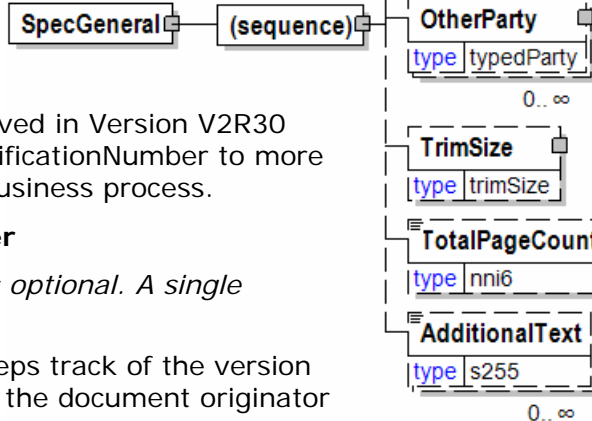 SpecGeneral
(sequence)
OtherParty
type typedParty
0.. ∞
TrimSize
type trimSize
TotalPageCount
type nni6
AdditionalText
type s255
0.. ∞
ved in Version V2R30
ificationNumber to more
usiness process.
er
optional. A single
eps track of the version
the document originator